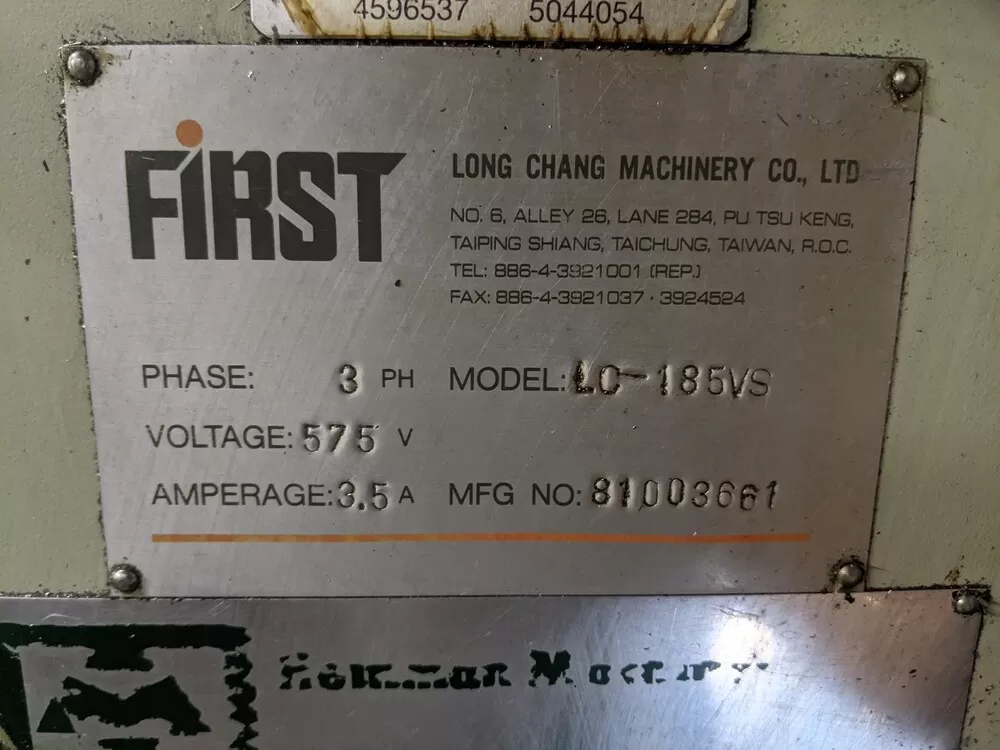 4596537 5044054
FiRST
LONG CHANG MACHINERY CO., LTD
NO. 6, ALLEY 26, LANE 284, PU TSU KENG,
TAIPING SHIANG, TAICHUNG, TAIWAN, R.O.C.
TEL: 886-4-3921001 (REP.)
FAX: 886-4-3921037 · 3924524
PHASE: 3 PH MODEL: LC-185VS
VOLTAGE: 575 V
AMPERAGE: 3.5 A MFG NO: 81003661